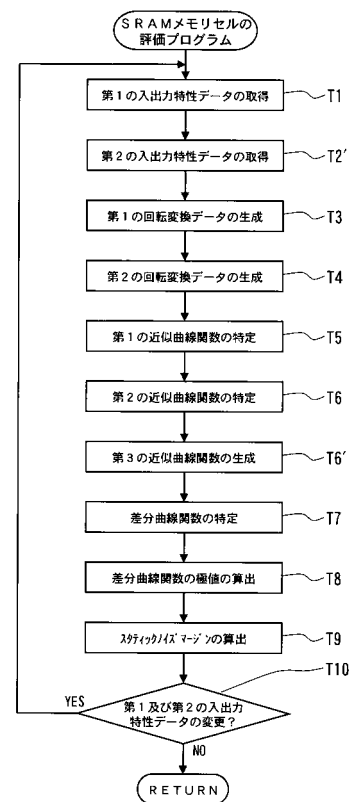 SRAMメモリセルの
評価プログラム
第1の入出力特性データの取得
T1
第2の入出力特性データの取得
T2'
第1の回転変換データの生成
T3
第2の回転変換データの生成
T4
第1の近似曲線関数の特定
T5
第2の近似曲線関数の特定
T6
第3の近似曲線関数の生成
T6'
差分曲線関数の特定
T7
差分曲線関数の極値の算出
T8
スタティックノイズマージンの算出
T9
T10
YES
第1及び第2の入出力
特性データの変更?
NO
RETURN